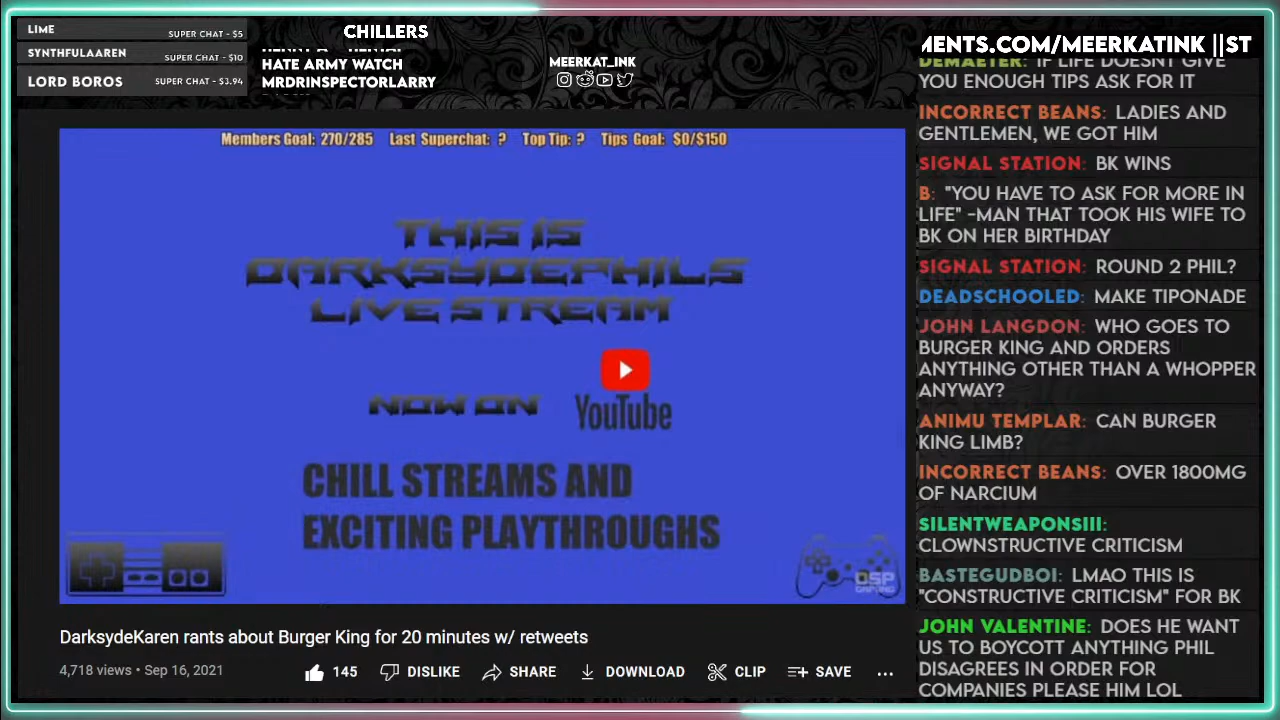 LIME SUPER CHAT - $5
SYNTHFULAAREN SUPER CHAT - $10
LORD BOROS SUPER CHAT - $3.94
CHILLERS
HATE ARMY WATCH
MRDRINSPECTORLARRY
MEERKAT_INK
MENTS.COM/MEERKATINK ||ST
DEMAETER: IF LIFE DOESNT GIVE
YOU ENOUGH TIPS ASK FOR IT
INCORRECT BEANS: LADIES AND
GENTLEMEN, WE GOT HIM
SIGNAL STATION: BK WINS
B: "YOU HAVE TO ASK FOR MORE IN
LIFE" -MAN THAT TOOK HIS WIFE TO
BK ON HER BIRTHDAY
SIGNAL STATION: ROUND 2 PHIL?
DEADSCHOOLED: MAKE TIPONADE
JOHN LANGDON: WHO GOES TO
BURGER KING AND ORDERS
ANYTHING OTHER THAN A WHOPPER
ANYWAY?
ANIMU TEMPLAR: CAN BURGER
KING LIMB?
INCORRECT BEANS: OVER 1800MG
OF NARCIUM
SILENTWEAPONSIII:
CLOWNSTRUCTIVE CRITICISM
BASTEGUDBOI: LMAO THIS IS
"CONSTRUCTIVE CRITICISM" FOR BK
JOHN VALENTINE: DOES HE WANT
US TO BOYCOTT ANYTHING PHIL
DISAGREES IN ORDER FOR
COMPANIES PLEASE HIM LOL
Members Goal: 270/285 Last Superchat: ? Top Tip: ? Tips Goal: $0/$150
THIS IS
DARKSYDEPHILS
LIVE STREAM
NOW ON YouTube
CHILL STREAMS AND
EXCITING PLAYTHROUGHS
DSP
GAMING
DarksydeKaren rants about Burger King for 20 minutes w/ retweets
4,718 views • Sep 16, 2021 145 DISLIKE SHARE DOWNLOAD CLIP SAVE ...